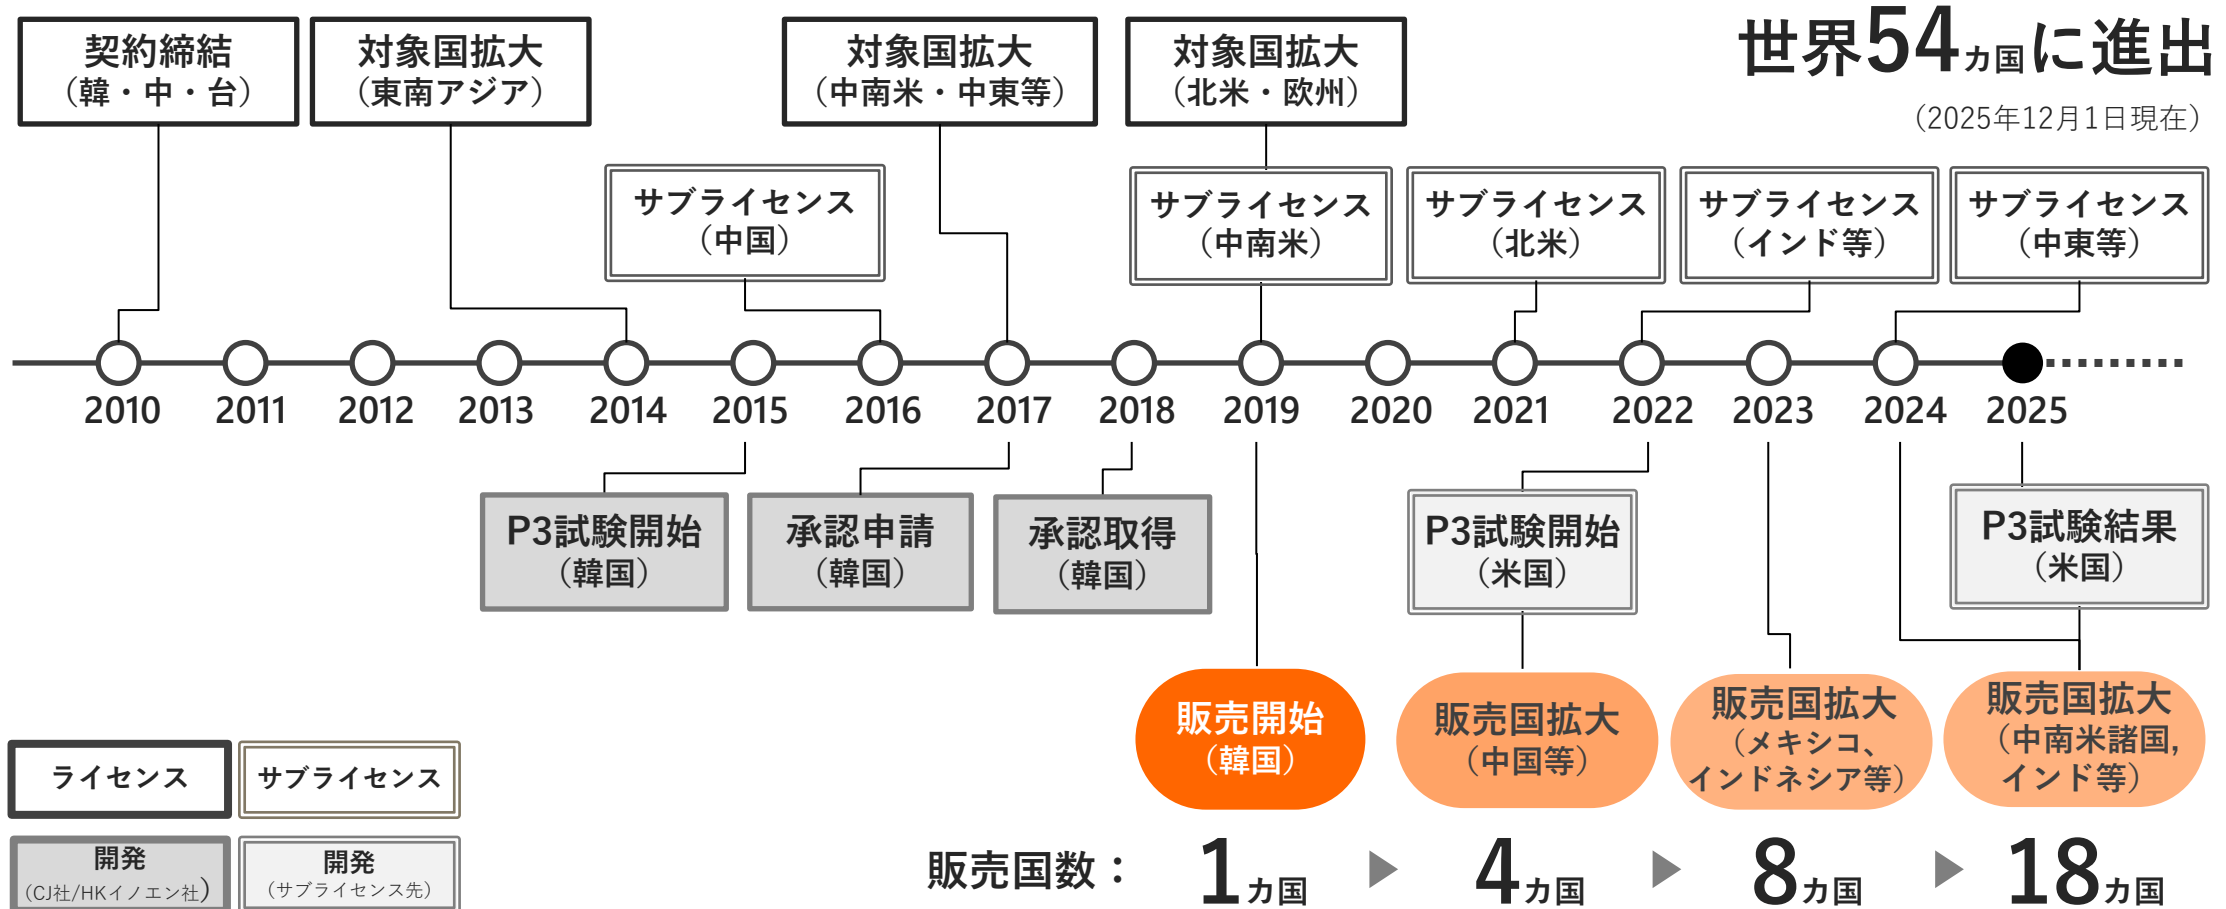 世界54カ国に進出
（2025年12月1日現在）
契約締結
（韓・中・台）
対象国拡大
（東南アジア）
対象国拡大
（中南米・中東等）
対象国拡大
（北米・欧州）
サブライセンス
（中国）
サブライセンス
（中南米）
サブライセンス
（北米）
サブライセンス
（インド等）
サブライセンス
（中東等）
2010 2011 2012 2013 2014 2015 2016 2017 2018 2019 2020 2021 2022 2023 2024 2025
P3試験開始
（韓国）
承認申請
（韓国）
承認取得
（韓国）
P3試験開始
（米国）
P3試験結果
（米国）
販売開始
（韓国）
販売国拡大
（中国等）
販売国拡大
（メキシコ、
インドネシア等）
販売国拡大
（中南米諸国,
インド等）
ライセンス
サブライセンス
開発
（CJ社/HKイノエン社）
開発
（サブライセンス先）
販売国数： 1カ国 ▶ 4カ国 ▶ 8カ国 ▶ 18カ国